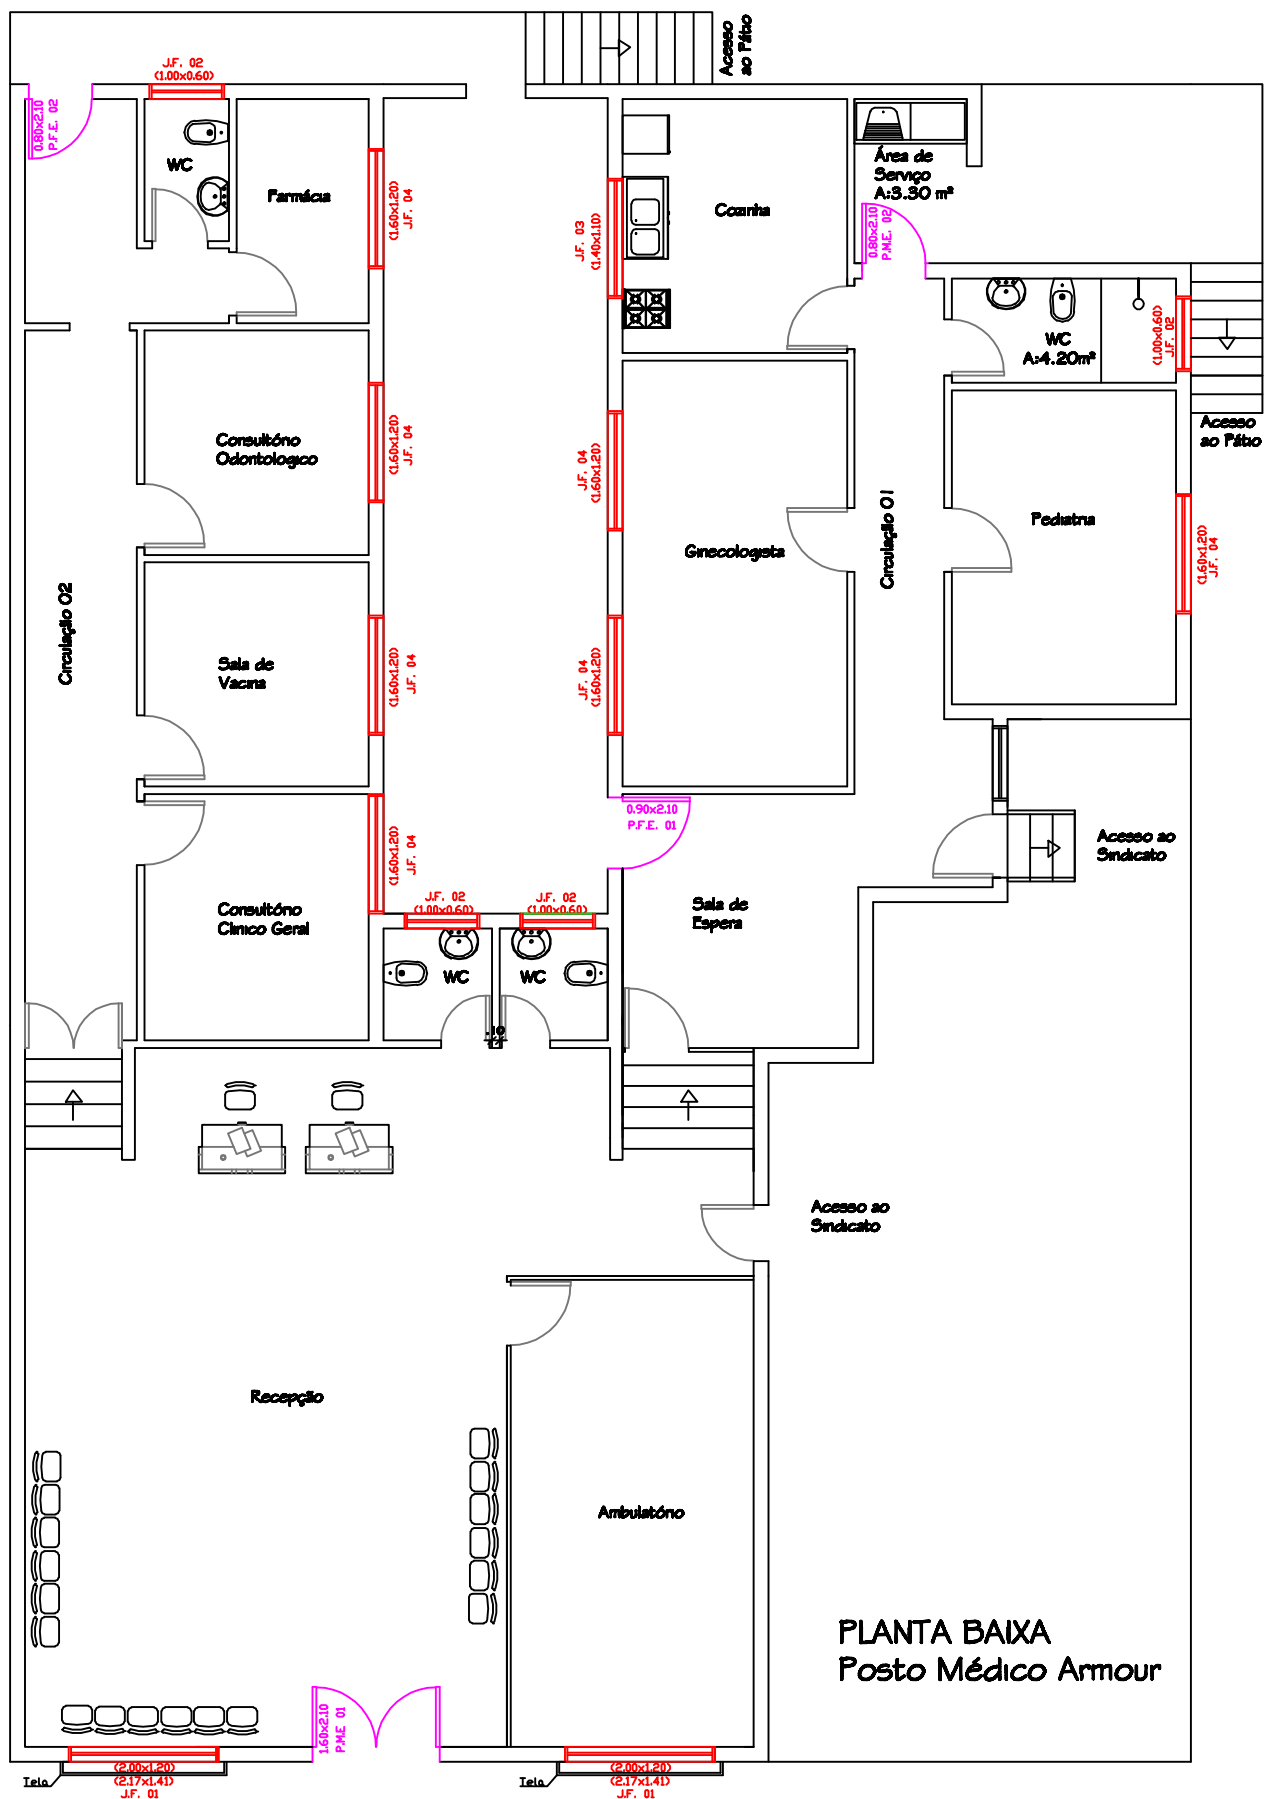 Acesso
ao Pátio
J.F. 02
(1.00x0.60)
0.80x2.10
P.F.E. 02
WC
Farmácia
(1.60x1.20)
J.F. 04
J.F. 03
(1.40x1.10)
Cozinha
Área de
Serviço
A:3.30 m²
0.80x2.10
P.M.E. 02
WC
A:4.20m²
(1.00x0.60)
J.F. 02
Acesso
ao Pátio
Consultório
Odontologico
(1.60x1.20)
J.F. 04
J.F. 04
(1.60x1.20)
Ginecologista
Circulação 01
Pediatria
(1.60x1.20)
J.F. 04
Circulação 02
Sala de
Vacina
(1.60x1.20)
J.F. 04
J.F. 04
(1.60x1.20)
0.90x2.10
P.F.E. 01
(1.60x1.20)
J.F. 04
Acesso ao
Sindicato
Consultório
Clinico Geral
J.F. 02
(1.00x0.60)
J.F. 02
(1.00x0.60)
Sala de
Espera
WC
WC
.10
Acesso ao
Sindicato
Recepção
Ambulatório
PLANTA BAIXA
Posto Médico Armour
1.60x2.10
P.M.E 01
Tela
(2.00x1.20)
(2.17x1.41)
J.F. 01
Tela
(2.00x1.20)
(2.17x1.41)
J.F. 01